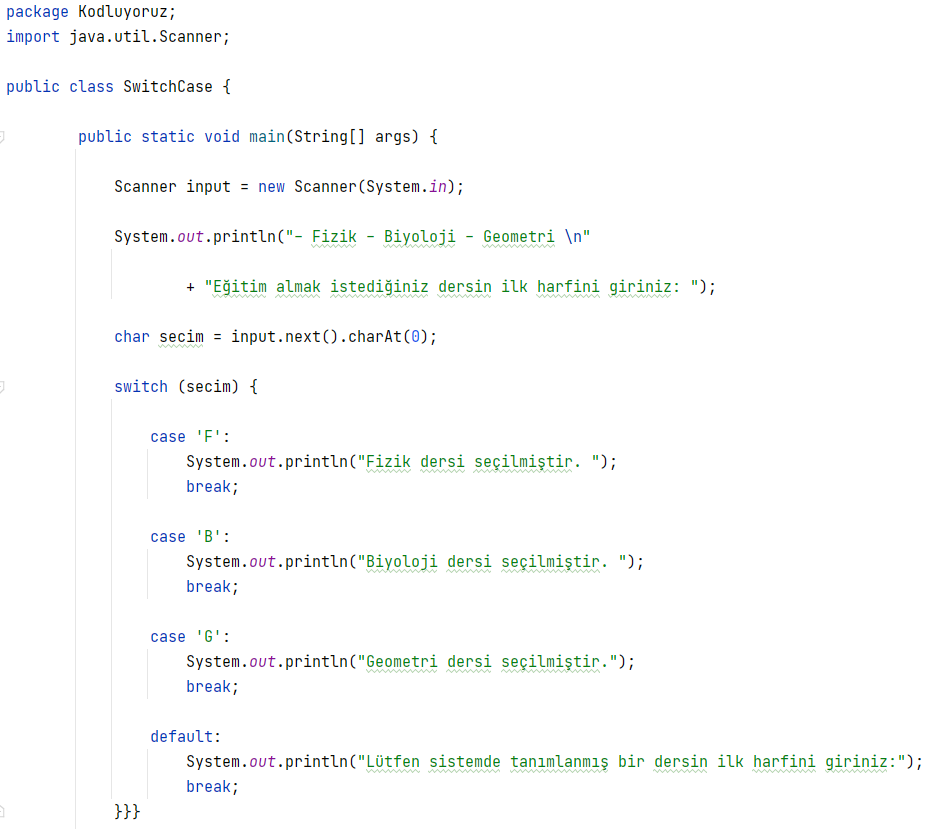 package Kodluyoruz;
import java.util.Scanner;
public class SwitchCase {
public static void main(String[] args) {
Scanner input = new Scanner(System.in);
System.out.println("- Fizik - Biyoloji - Geometri \n"
+ "Eğitim almak istediğiniz dersin ilk harfini giriniz: ");
char secim = input.next().charAt(0);
switch (secim) {
case 'F':
System.out.println("Fizik dersi seçilmiştir. ");
break;
case 'B':
System.out.println("Biyoloji dersi seçilmiştir. ");
break;
case 'G':
System.out.println("Geometri dersi seçilmiştir.");
break;
default:
System.out.println("Lütfen sistemde tanımlanmış bir dersin ilk harfini giriniz:");
break;
}}}